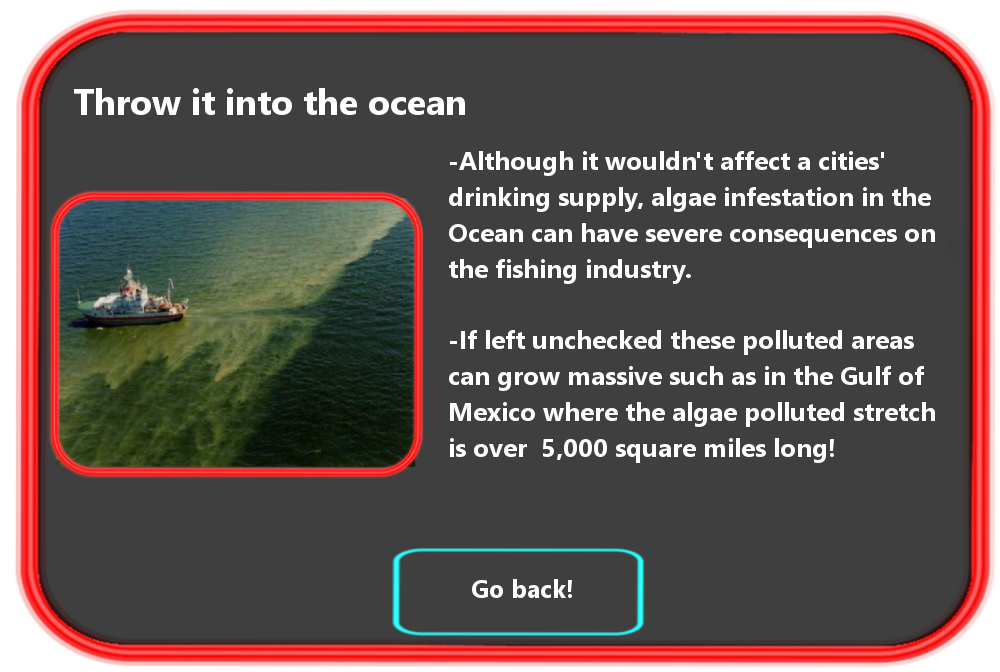 Throw it into the ocean
-Although it wouldn't affect a cities'
drinking supply, algae infestation in the
Ocean can have severe consequences on
the fishing industry.
-If left unchecked these polluted areas
can grow massive such as in the Gulf of
Mexico where the algae polluted stretch
is over  5,000 square miles long!
Go back!